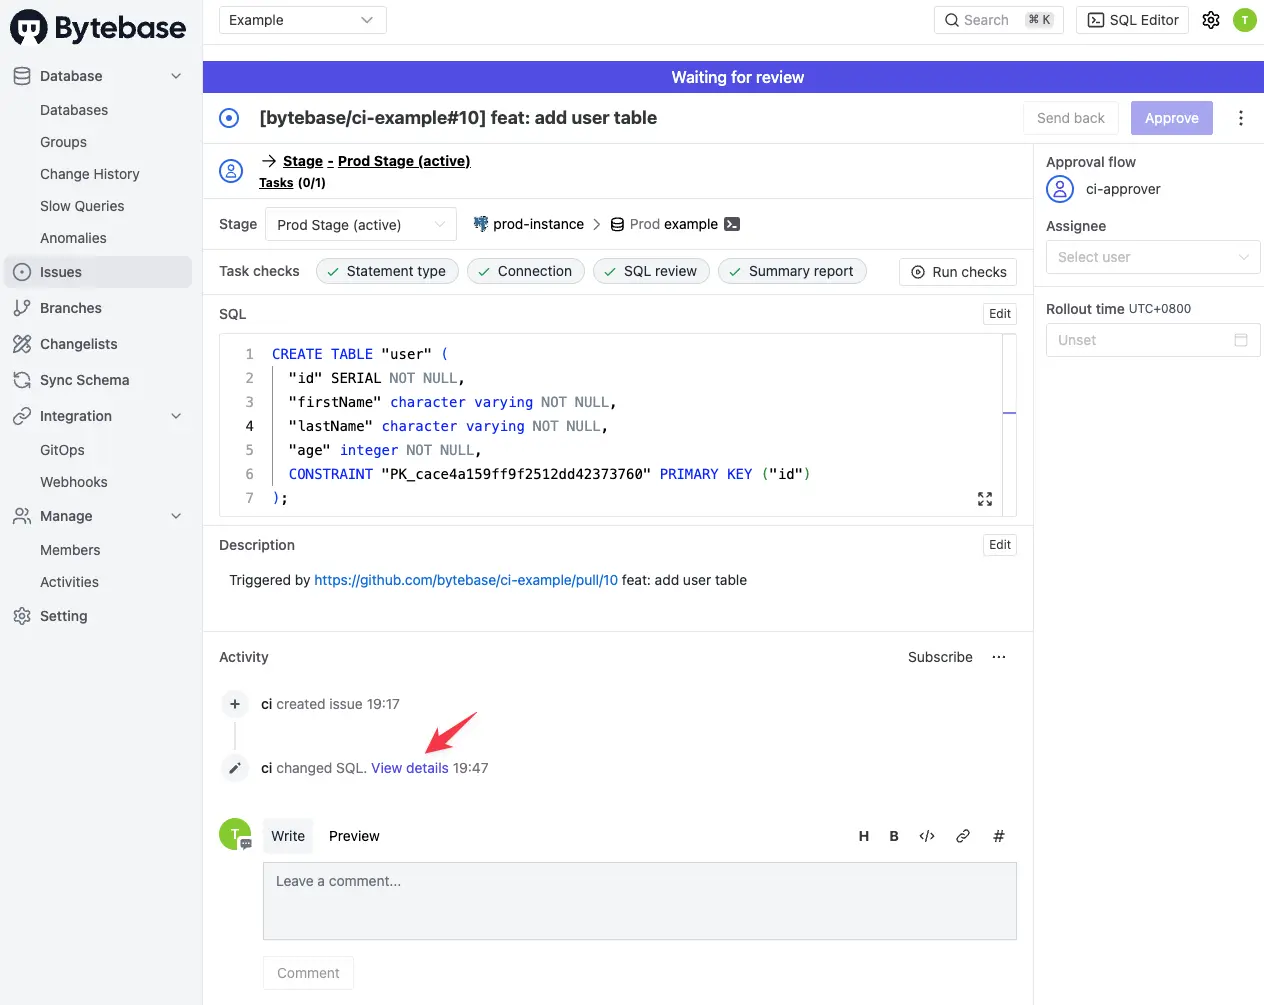 Bytebase
Example
Search ⌘ K
SQL Editor
T
Database
Databases
Groups
Change History
Slow Queries
Anomalies
Issues
Branches
Changelists
Sync Schema
Integration
GitOps
Webhooks
Manage
Members
Activities
Setting
Waiting for review
[bytebase/ci-example#10] feat: add user table
Send back
Approve
Stage - Prod Stage (active)
Tasks (0/1)
Stage
Prod Stage (active)
prod-instance
Prod example
Task checks
Statement type
Connection
SQL review
Summary report
Run checks
SQL
Edit
1 CREATE TABLE "user" (
2 "id" SERIAL NOT NULL,
3 "firstName" character varying NOT NULL,
4 "lastName" character varying NOT NULL,
5 "age" integer NOT NULL,
6 CONSTRAINT "PK_cace4a159ff9f2512dd42373760" PRIMARY KEY ("id")
7 );
Description
Edit
Triggered by https://github.com/bytebase/ci-example/pull/10 feat: add user table
Activity
Subscribe
ci created issue 19:17
ci changed SQL. View details 19:47
T
Write
Preview
H B </> #
Leave a comment...
Comment
Approval flow
ci-approver
Assignee
Select user
Rollout time UTC+0800
Unset